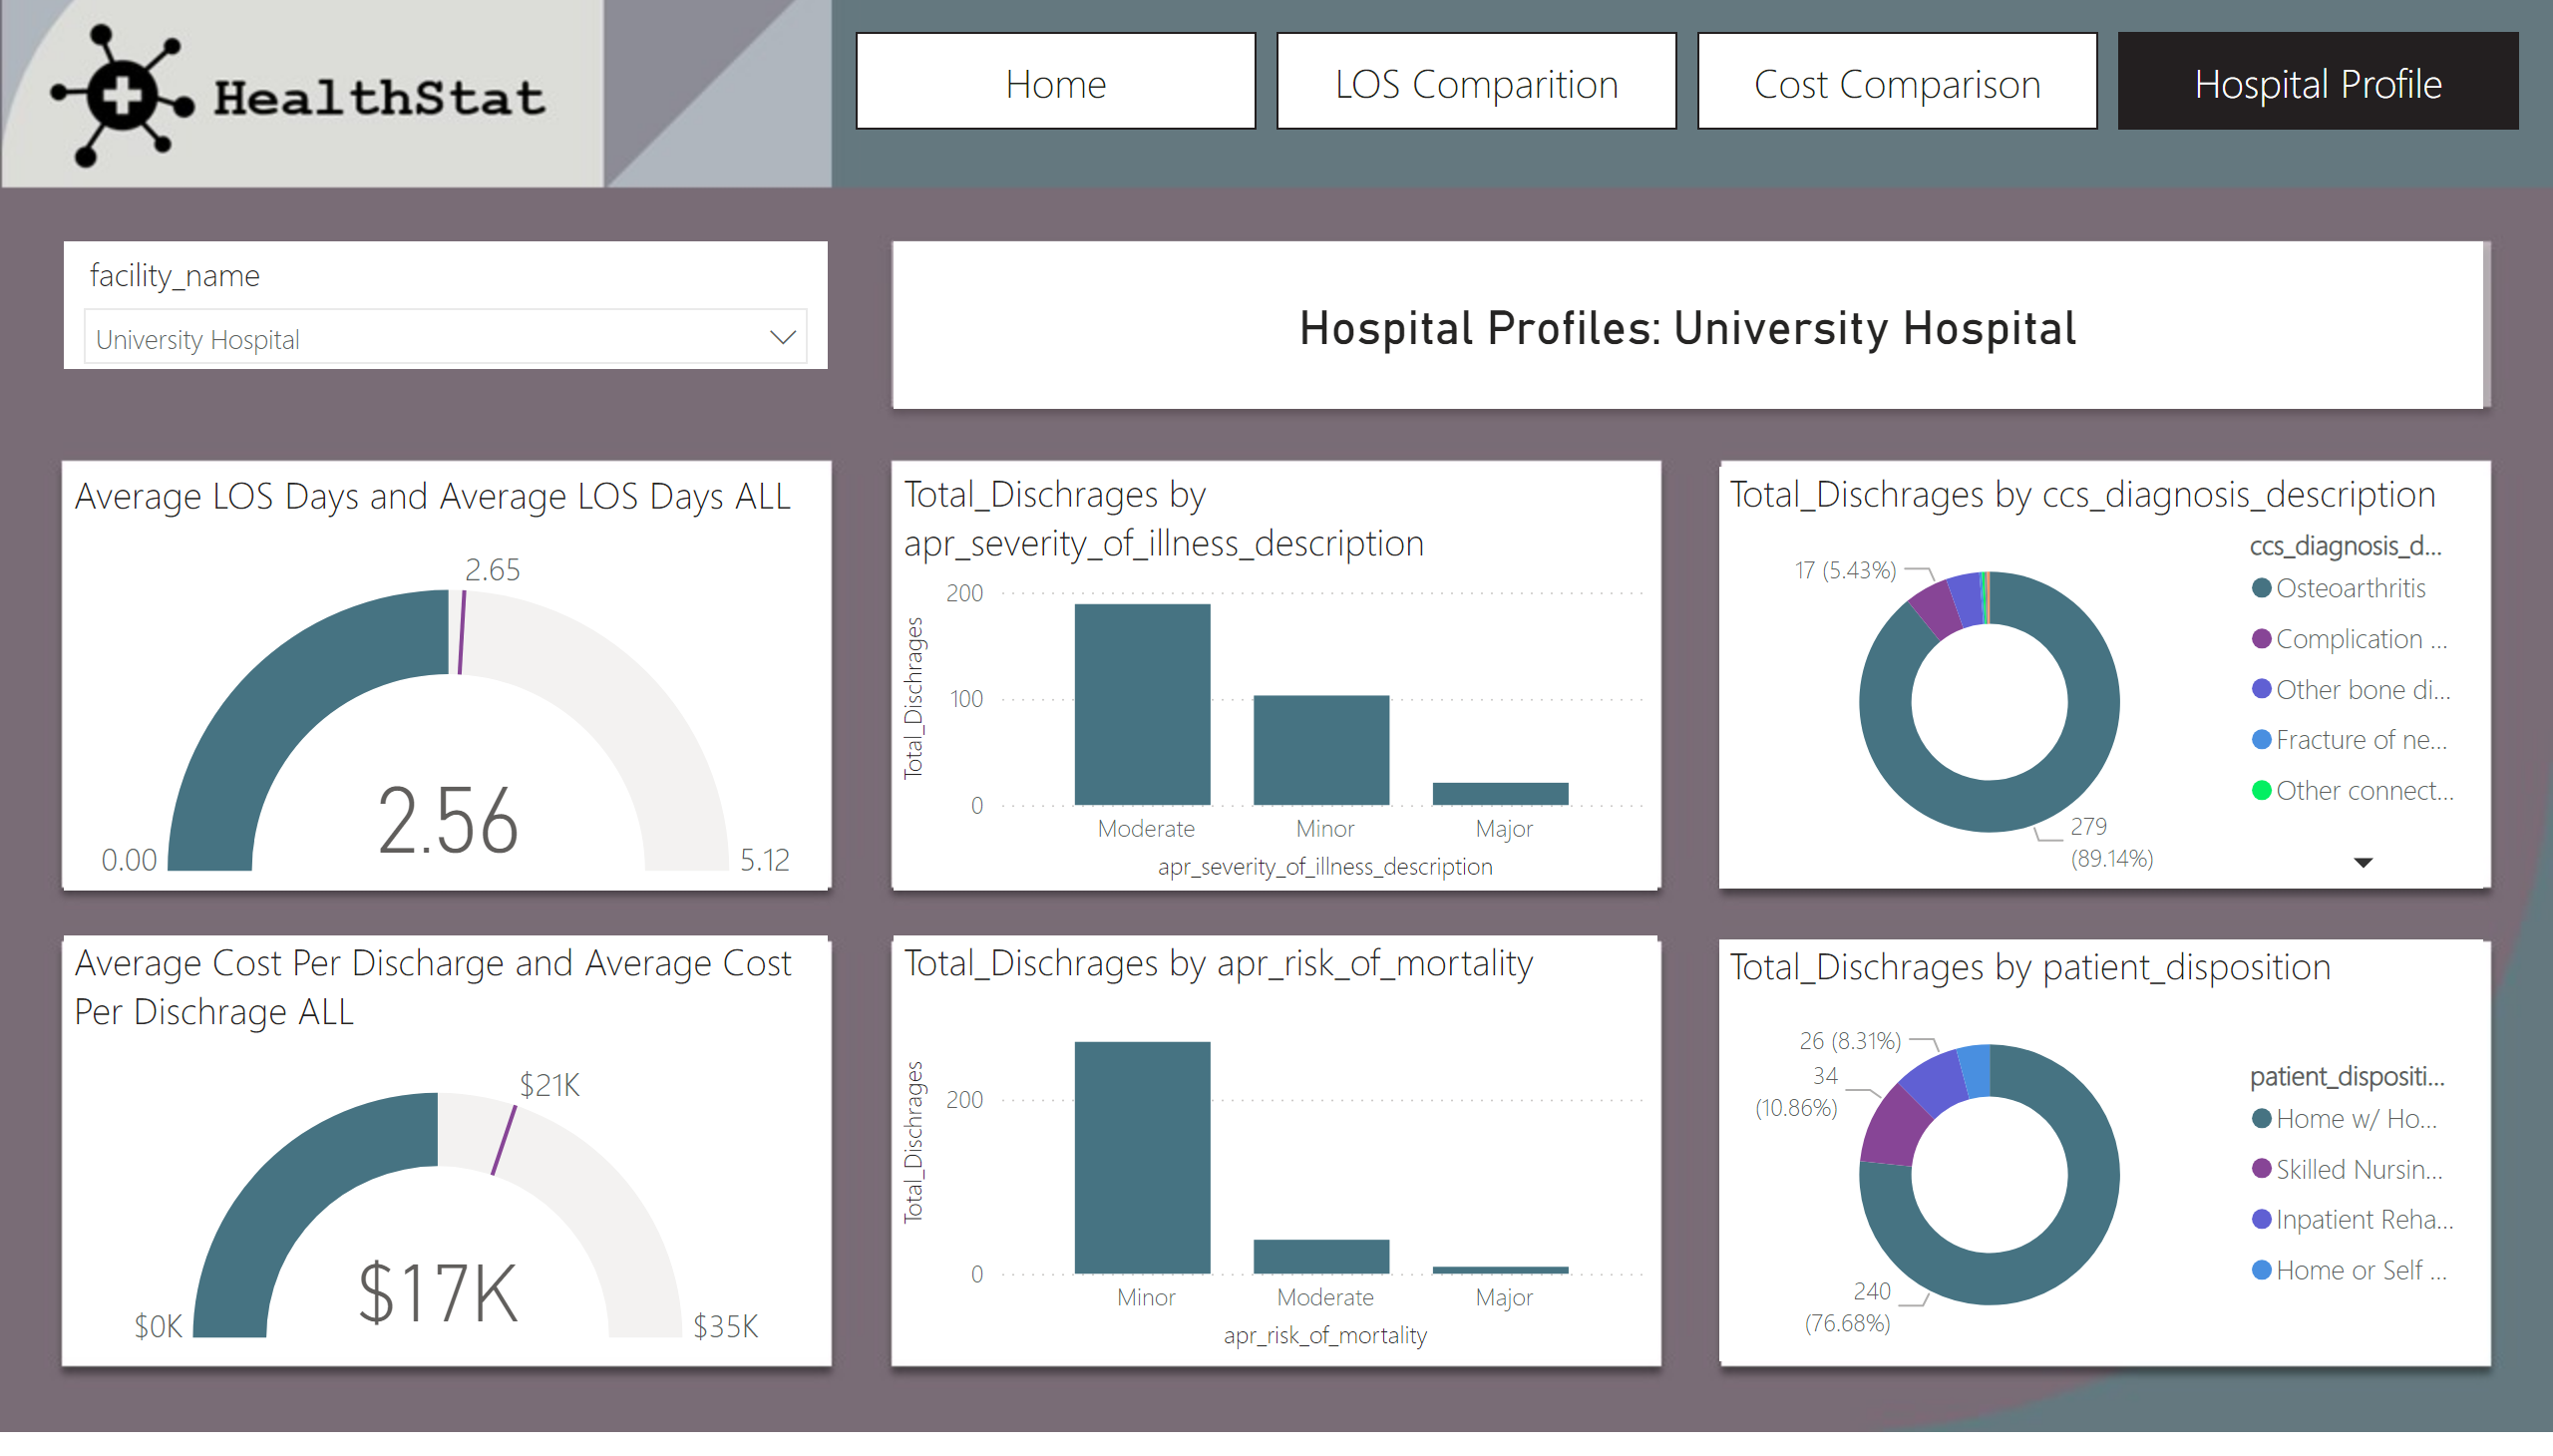 HealthStat
Home
LOS Comparition
Cost Comparison
Hospital Profile
facility_name
University Hospital
Hospital Profiles: University Hospital
Average LOS Days and Average LOS Days ALL
2.65
2.56
0.00
5.12
Total_Dischrages by
apr_severity_of_illness_description
Total_Dischrages
200
100
0
Moderate
Minor
Major
apr_severity_of_illness_description
Total_Dischrages by ccs_diagnosis_description
17 (5.43%)
279
(89.14%)
ccs_diagnosis_d...
Osteoarthritis
Complication ...
Other bone di...
Fracture of ne...
Other connect...
Average Cost Per Discharge and Average Cost
Per Dischrage ALL
$21K
$17K
$0K
$35K
Total_Dischrages by apr_risk_of_mortality
Total_Dischrages
200
0
Minor
Moderate
Major
apr_risk_of_mortality
Total_Dischrages by patient_disposition
26 (8.31%)
34
(10.86%)
240
(76.68%)
patient_dispositi...
Home w/ Ho...
Skilled Nursin...
Inpatient Reha...
Home or Self ...